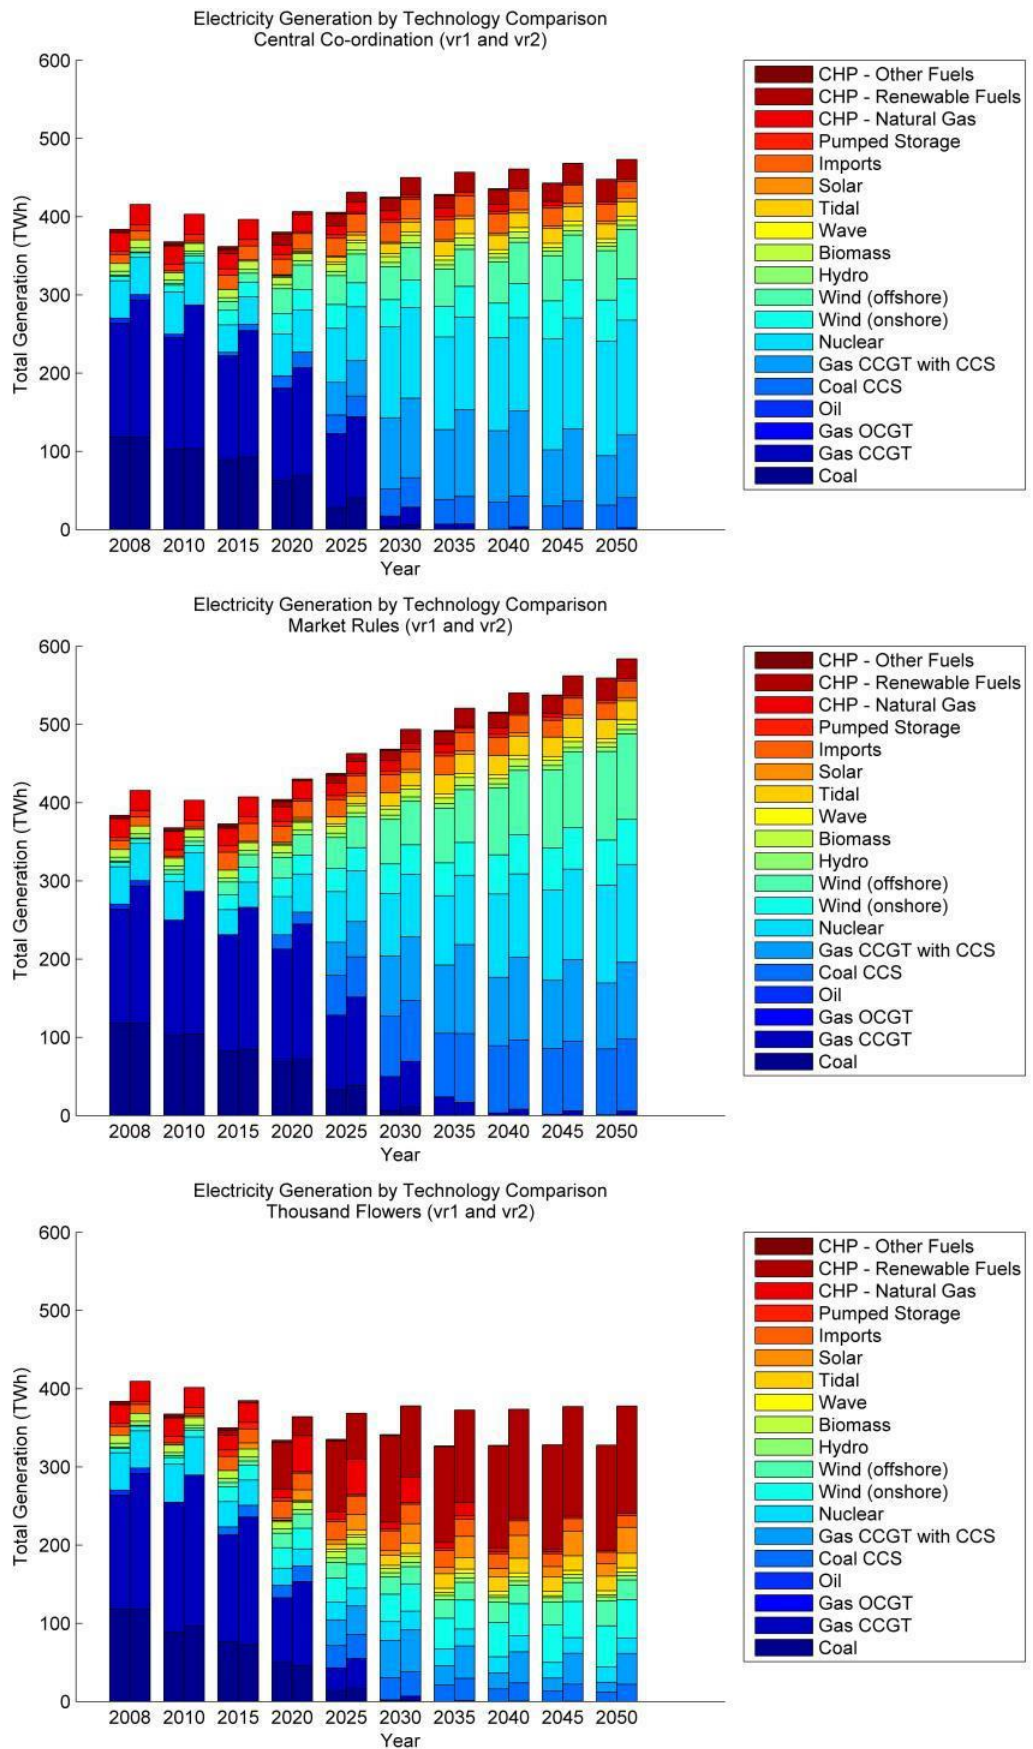 Electricity Generation by Technology Comparison
Central Co-ordination (vr1 and vr2)
600
500
400
300
200
100
0
Total Generation (TWh)
2008 2010 2015 2020 2025 2030 2035 2040 2045 2050
Year
CHP - Other Fuels
CHP - Renewable Fuels
CHP - Natural Gas
Pumped Storage
Imports
Solar
Tidal
Wave
Biomass
Hydro
Wind (offshore)
Wind (onshore)
Nuclear
Gas CCGT with CCS
Coal CCS
Oil
Gas OCGT
Gas CCGT
Coal
Electricity Generation by Technology Comparison
Market Rules (vr1 and vr2)
600
500
400
300
200
100
0
Total Generation (TWh)
2008 2010 2015 2020 2025 2030 2035 2040 2045 2050
Year
CHP - Other Fuels
CHP - Renewable Fuels
CHP - Natural Gas
Pumped Storage
Imports
Solar
Tidal
Wave
Biomass
Hydro
Wind (offshore)
Wind (onshore)
Nuclear
Gas CCGT with CCS
Coal CCS
Oil
Gas OCGT
Gas CCGT
Coal
Electricity Generation by Technology Comparison
Thousand Flowers (vr1 and vr2)
600
500
400
300
200
100
0
Total Generation (TWh)
2008 2010 2015 2020 2025 2030 2035 2040 2045 2050
Year
CHP - Other Fuels
CHP - Renewable Fuels
CHP - Natural Gas
Pumped Storage
Imports
Solar
Tidal
Wave
Biomass
Hydro
Wind (offshore)
Wind (onshore)
Nuclear
Gas CCGT with CCS
Coal CCS
Oil
Gas OCGT
Gas CCGT
Coal